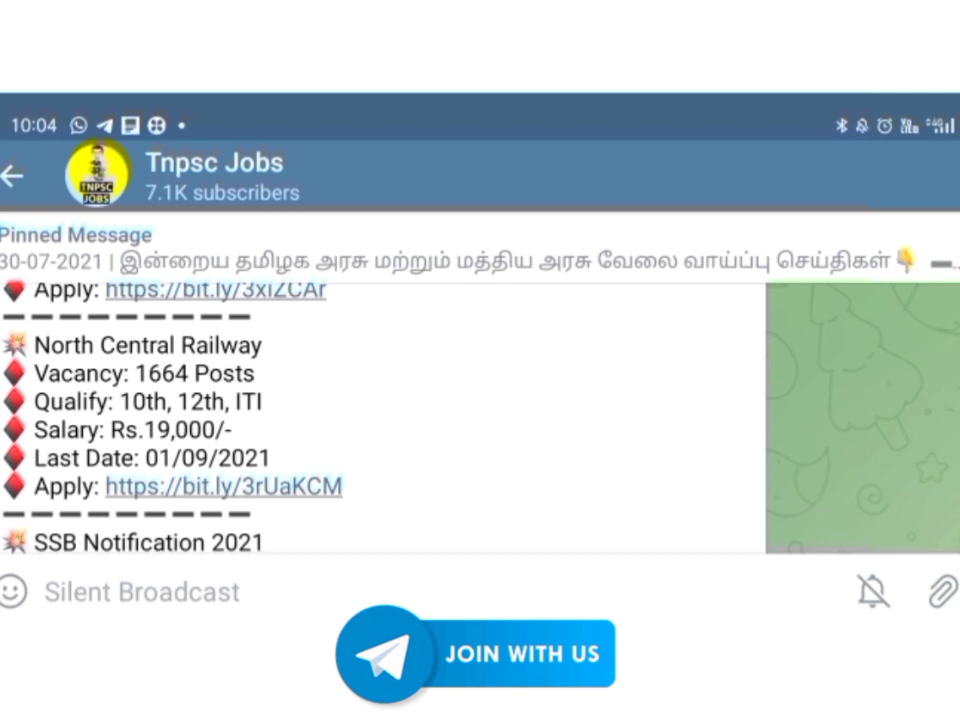 10:04
Tnpsc Jobs
7.1K subscribers
TNPSC
JOBS
Pinned Message
30-07-2021 | இன்றைய தமிழக அரசு மற்றும் மத்திய அரசு வேலை வாய்ப்பு செய்திகள்👇 ➖..
♦️ Apply: https://bit.ly/3xIZCAr
➖➖➖➖➖➖➖➖➖➖
💥 North Central Railway
♦️ Vacancy: 1664 Posts
♦️ Qualify: 10th, 12th, ITI
♦️ Salary: Rs.19,000/-
♦️ Last Date: 01/09/2021
♦️ Apply: https://bit.ly/3rUaKCM
➖➖➖➖➖➖➖➖➖➖
💥 SSB Notification 2021
Silent Broadcast
JOIN WITH US